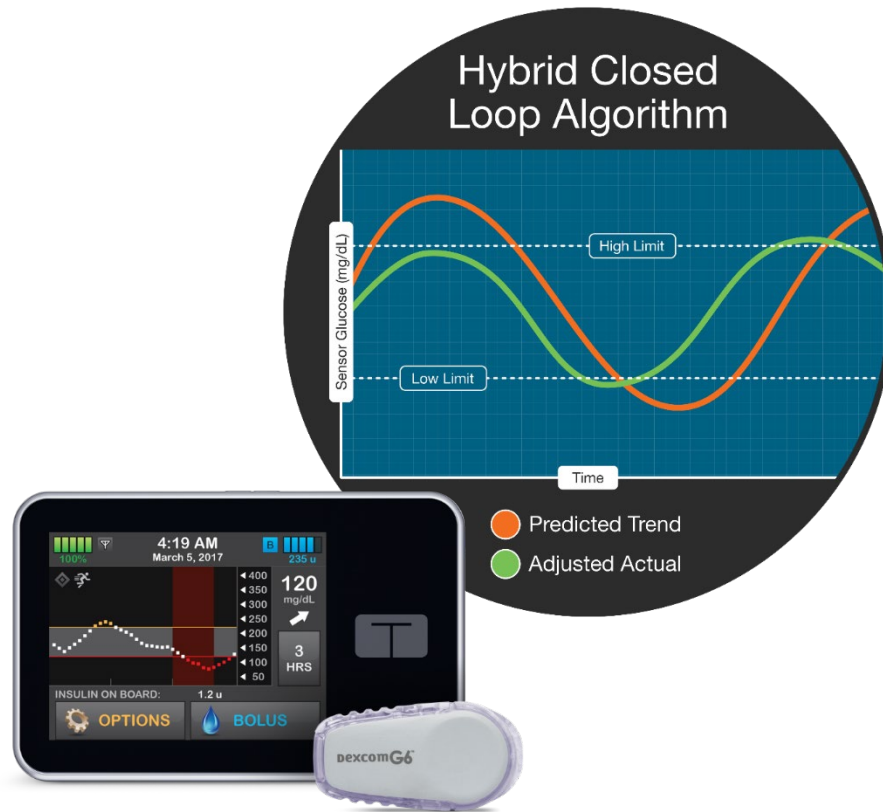 Hybrid Closed
Loop Algorithm
Sensor Glucose (mg/dL)
High Limit
Low Limit
Time
Predicted Trend
Adjusted Actual
100%
4:19 AM
March 5, 2017
B
235 u
400
350
300
250
200
150
100
50
120
mg/dL
3
HRS
INSULIN ON BOARD: 1.2 u
OPTIONS
BOLUS
T
Dexcom G6